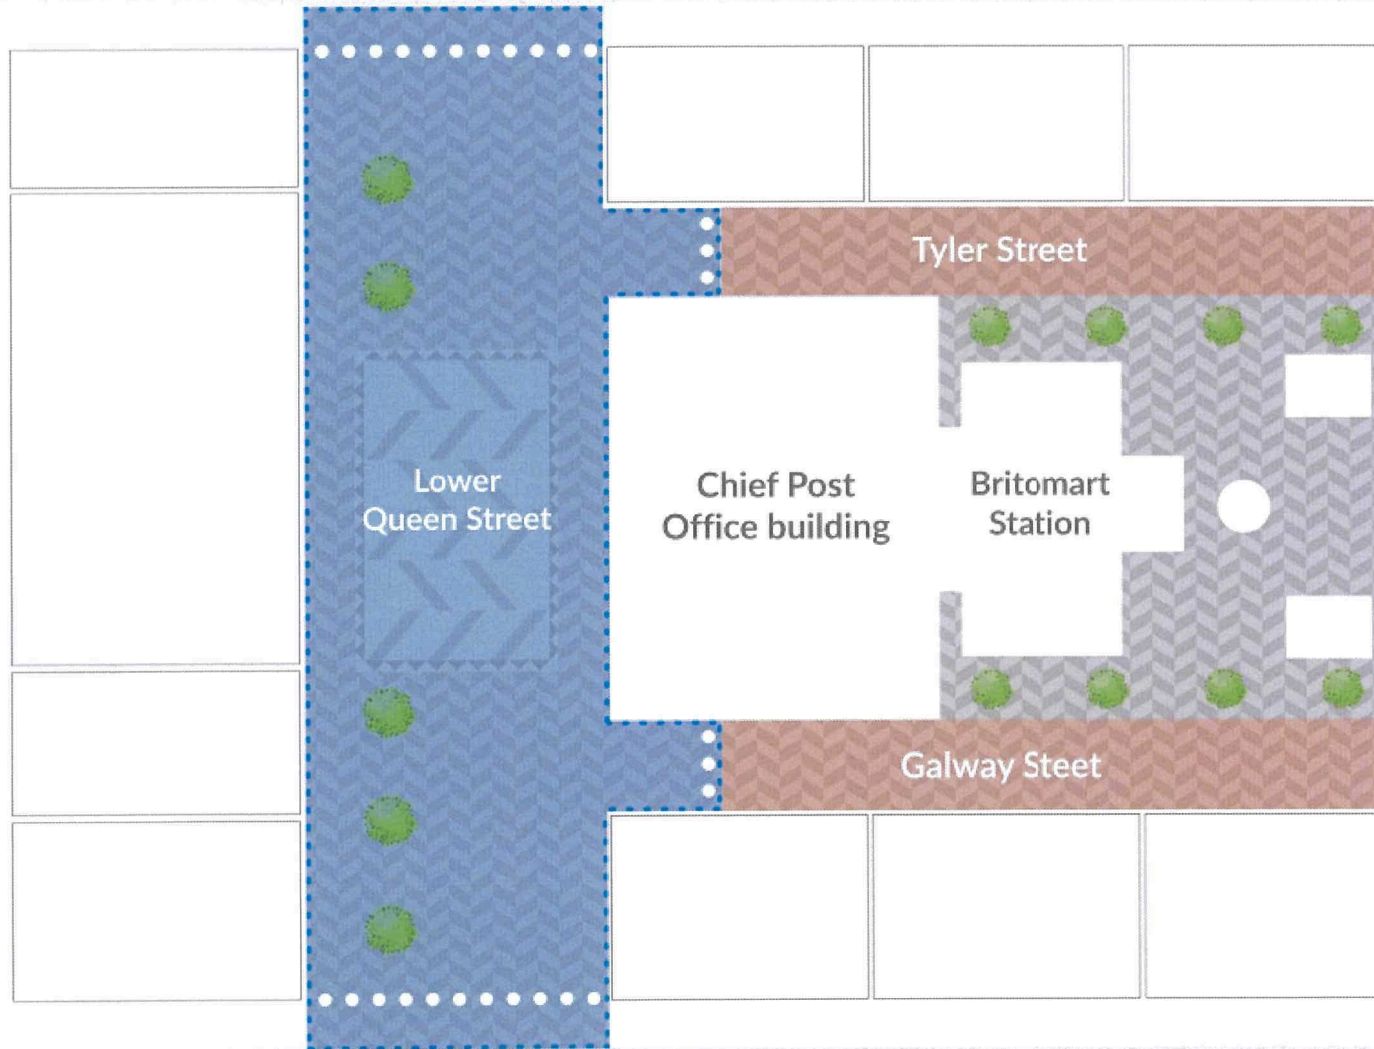 Tyler Street
Lower
Queen Street
Chief Post
Office building
Britomart
Station
Galway Steet